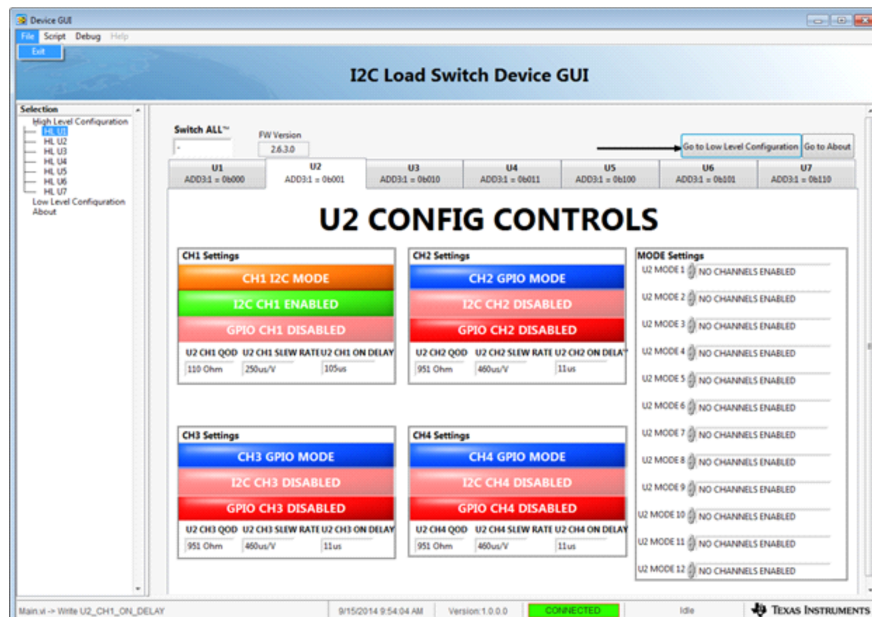 Device GUI
File Script Debug Help
Exit
I2C Load Switch Device GUI
Selection
High Level Configuration
HL U1
HL U2
HL U3
HL U4
HL U5
HL U6
HL U7
Low Level Configuration
About
Switch ALL~
-
FW Version
2.6.3.0
Go to Low Level Configuration
Go to About
U1
ADD3:1 = 0b000
U2
ADD3:1 = 0b001
U3
ADD3:1 = 0b010
U4
ADD3:1 = 0b011
U5
ADD3:1 = 0b100
U6
ADD3:1 = 0b101
U7
ADD3:1 = 0b110
U2 CONFIG CONTROLS
CH1 Settings
CH1 I2C MODE
I2C CH1 ENABLED
GPIO CH1 DISABLED
U2 CH1 QOD U2 CH1 SLEW RATE U2 CH1 ON DELAY
110 Ohm 250us/V 105us
CH2 Settings
CH2 GPIO MODE
I2C CH2 DISABLED
GPIO CH2 DISABLED
U2 CH2 QOD U2 CH2 SLEW RATE U2 CH2 ON DELA~
951 Ohm 460us/V 11us
CH3 Settings
CH3 GPIO MODE
I2C CH3 DISABLED
GPIO CH3 DISABLED
U2 CH3 QOD U2 CH3 SLEW RATE U2 CH3 ON DELAY
951 Ohm 460us/V 11us
CH4 Settings
CH4 GPIO MODE
I2C CH4 DISABLED
GPIO CH4 DISABLED
U2 CH4 QOD U2 CH4 SLEW RATE U2 CH4 ON DELAY
951 Ohm 460us/V 11us
MODE Settings
U2 MODE 1 NO CHANNELS ENABLED
U2 MODE 2 NO CHANNELS ENABLED
U2 MODE 3 NO CHANNELS ENABLED
U2 MODE 4 NO CHANNELS ENABLED
U2 MODE 5 NO CHANNELS ENABLED
U2 MODE 6 NO CHANNELS ENABLED
U2 MODE 7 NO CHANNELS ENABLED
U2 MODE 8 NO CHANNELS ENABLED
U2 MODE 9 NO CHANNELS ENABLED
U2 MODE 10 NO CHANNELS ENABLED
U2 MODE 11 NO CHANNELS ENABLED
U2 MODE 12 NO CHANNELS ENABLED
Main.vi -> Write U2_CH1_ON_DELAY
9/15/2014 9:54:04 AM
Version:1.0.0.0
CONNECTED
Idle
TEXAS INSTRUMENTS